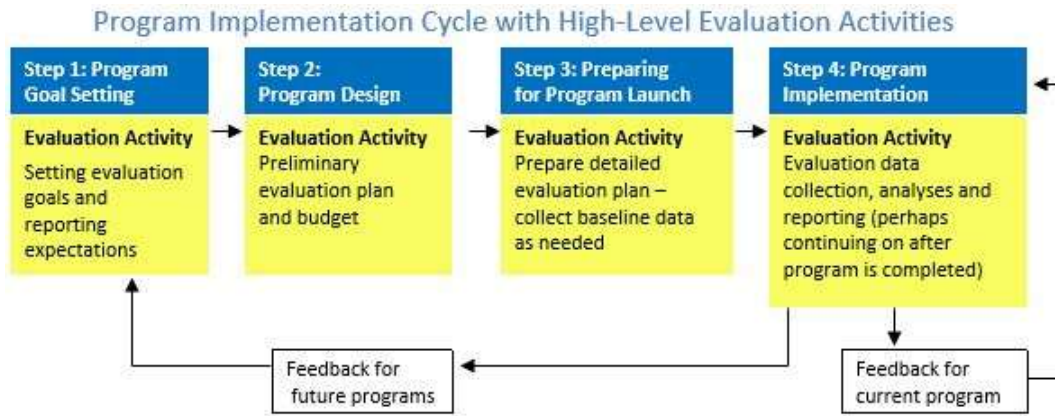 Program Implementation Cycle with High-Level Evaluation Activities
Step 1: Program
Goal Setting
Evaluation Activity
Setting evaluation
goals and
reporting
expectations
Step 2:
Program Design
Evaluation Activity
Preliminary
evaluation plan
and budget
Step 3: Preparing
for Program Launch
Evaluation Activity
Prepare detailed
evaluation plan –
collect baseline data
as needed
Step 4: Program
Implementation
Evaluation Activity
Evaluation data
collection, analyses and
reporting (perhaps
continuing on after
program is completed)
Feedback for
future programs
Feedback for
current program